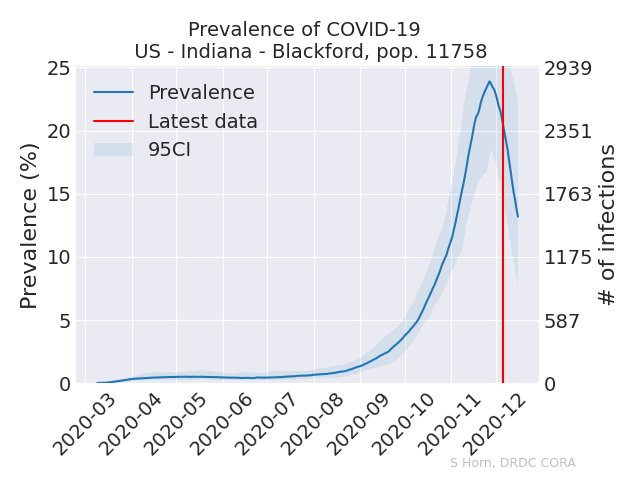 Prevalence of COVID-19
US - Indiana - Blackford, pop. 11758
25
20
15
10
5
0
Prevalence (%)
Prevalence
Latest data
95CI
2939
2351
1763
1175
587
0
# of infections
2020-03
2020-04
2020-05
2020-06
2020-07
2020-08
2020-09
2020-10
2020-11
2020-12
S Horn, DRDC CORA